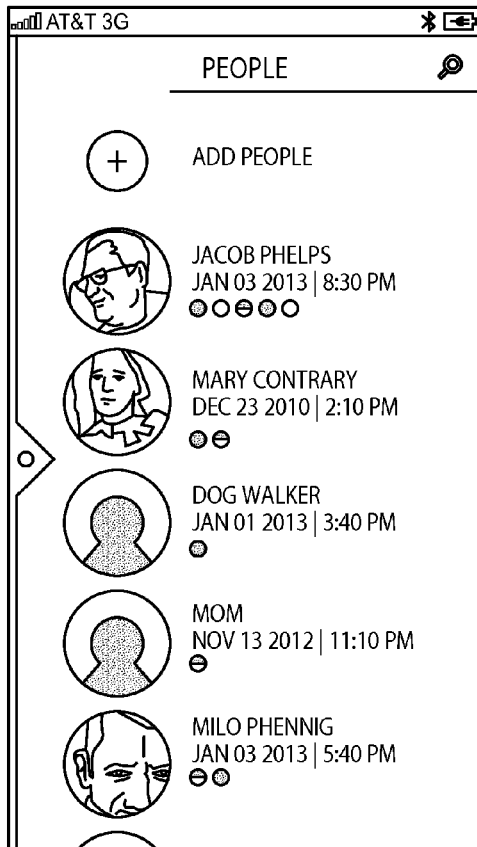 AT&T 3G
PEOPLE
ADD PEOPLE
JACOB PHELPS
JAN 03 2013 | 8:30 PM
MARY CONTRARY
DEC 23 2010 | 2:10 PM
DOG WALKER
JAN 01 2013 | 3:40 PM
MOM
NOV 13 2012 | 11:10 PM
MILO PHENNIG
JAN 03 2013 | 5:40 PM